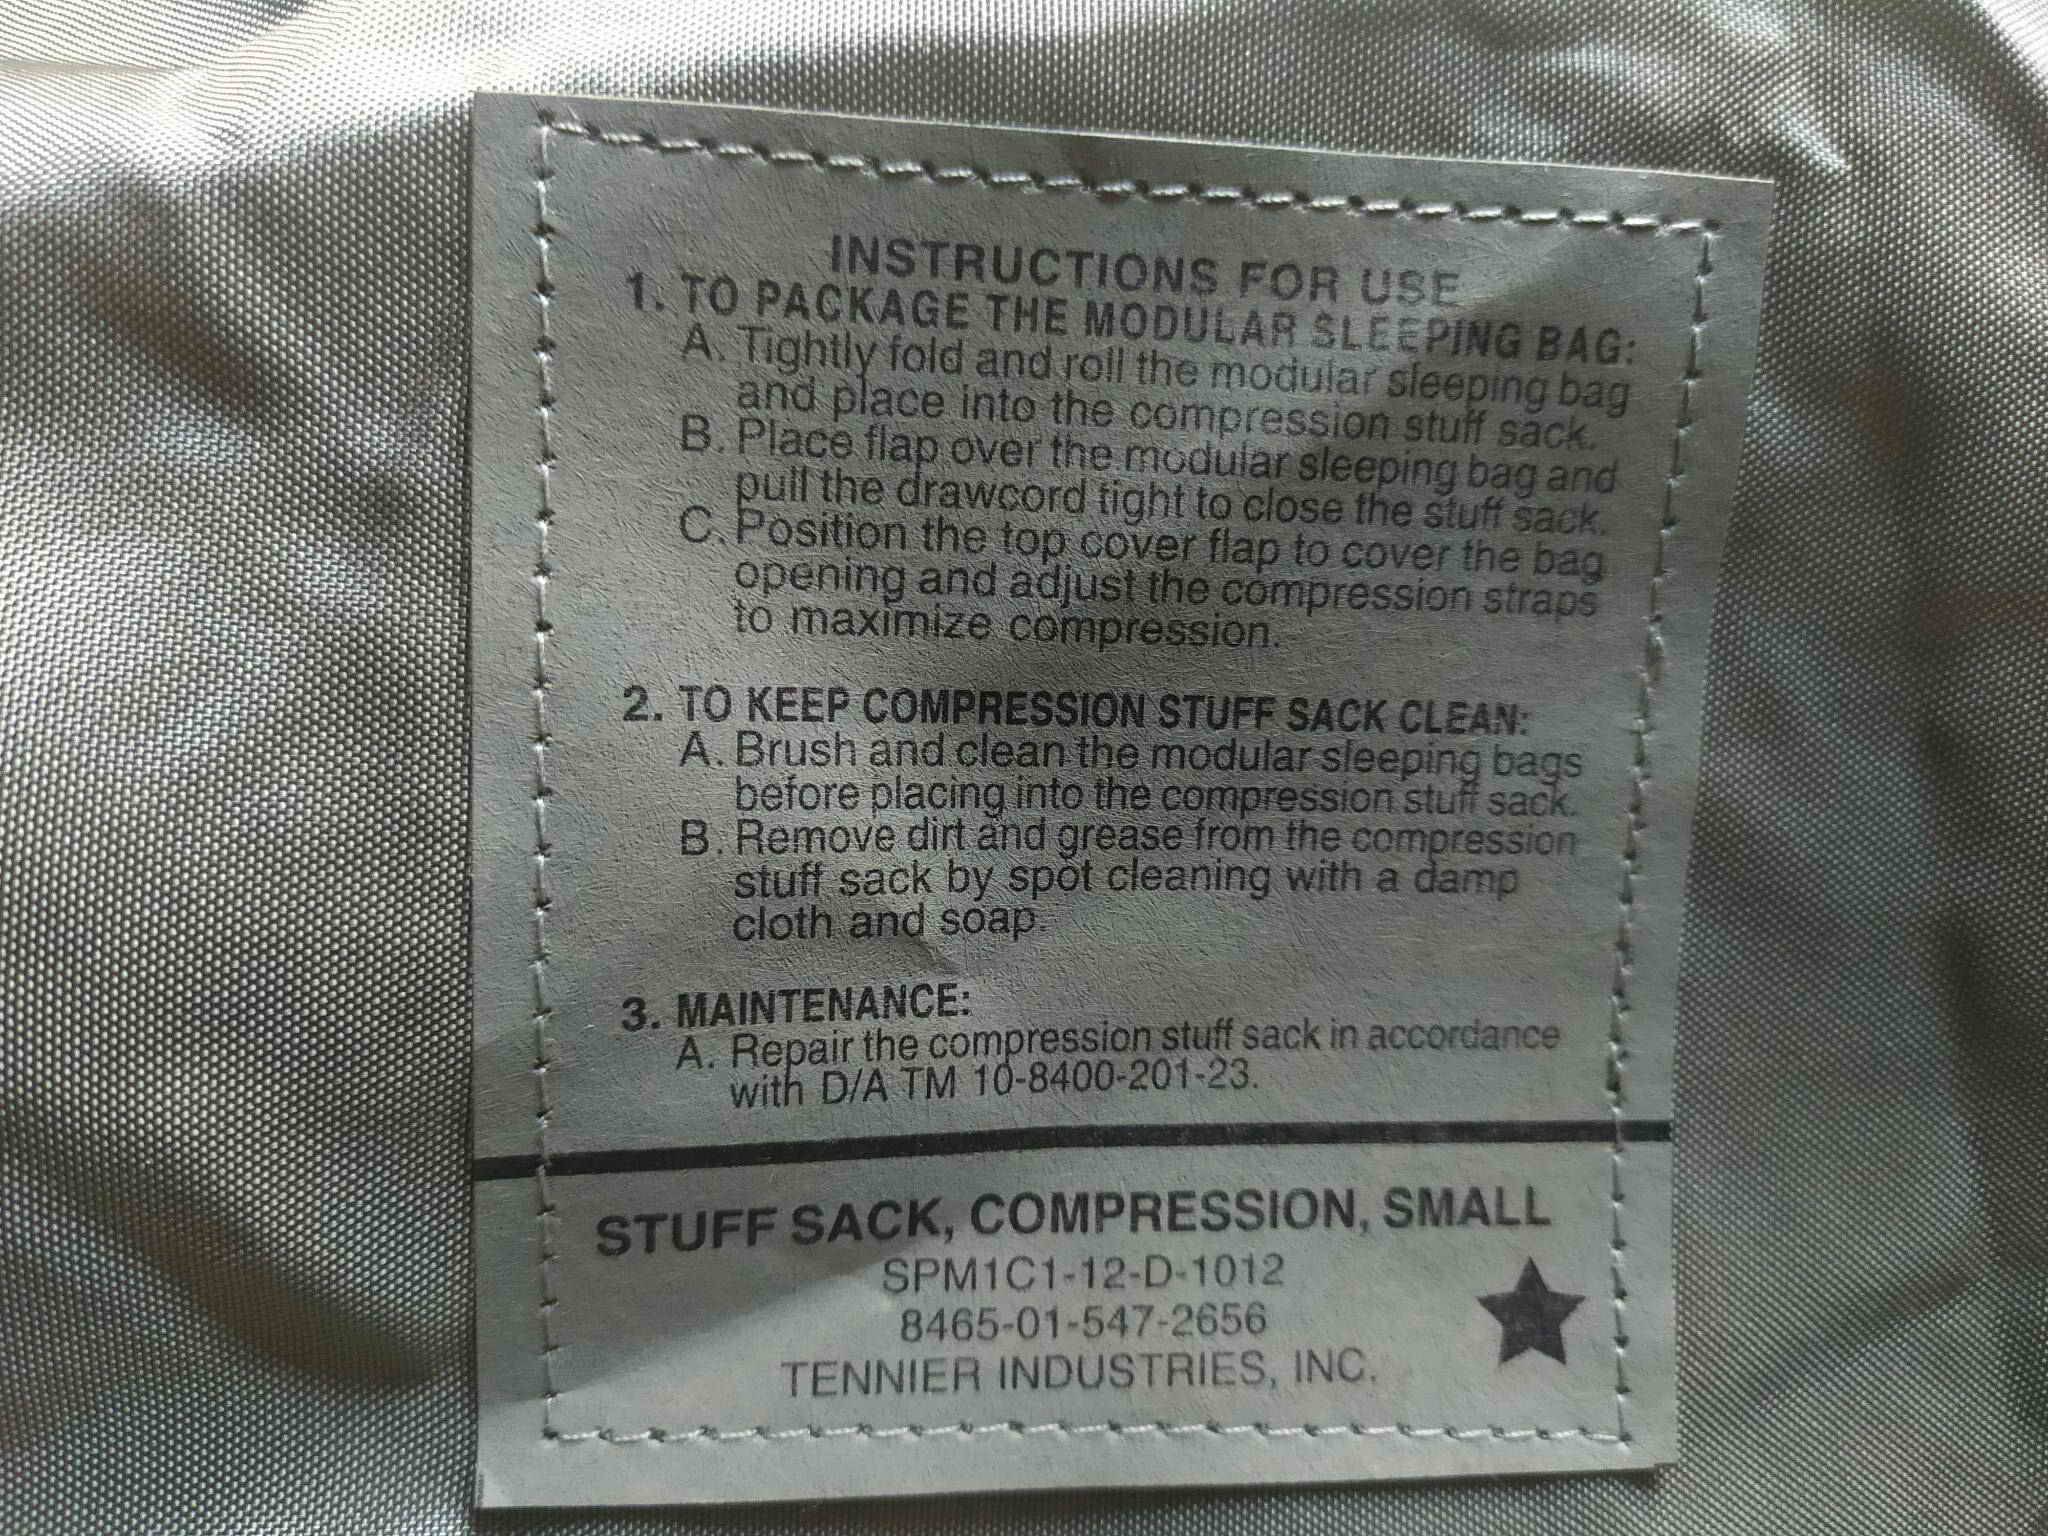 INSTRUCTIONS FOR USE
1. TO PACKAGE THE MODULAR SLEEPING BAG:
A. Tightly fold and roll the modular sleeping bag
and place into the compression stuff sack.
B. Place flap over the modular sleeping bag and
pull the drawcord tight to close the stuff sack.
C. Position the top cover flap to cover the bag
opening and adjust the compression straps
to maximize compression.
2. TO KEEP COMPRESSION STUFF SACK CLEAN:
A. Brush and clean the modular sleeping bags
before placing into the compression stuff sack.
B. Remove dirt and grease from the compression
stuff sack by spot cleaning with a damp
cloth and soap.
3. MAINTENANCE:
A. Repair the compression stuff sack in accordance
with D/A TM 10-8400-201-23.
STUFF SACK, COMPRESSION, SMALL
SPM1C1-12-D-1012
8465-01-547-2656
TENNIER INDUSTRIES, INC.